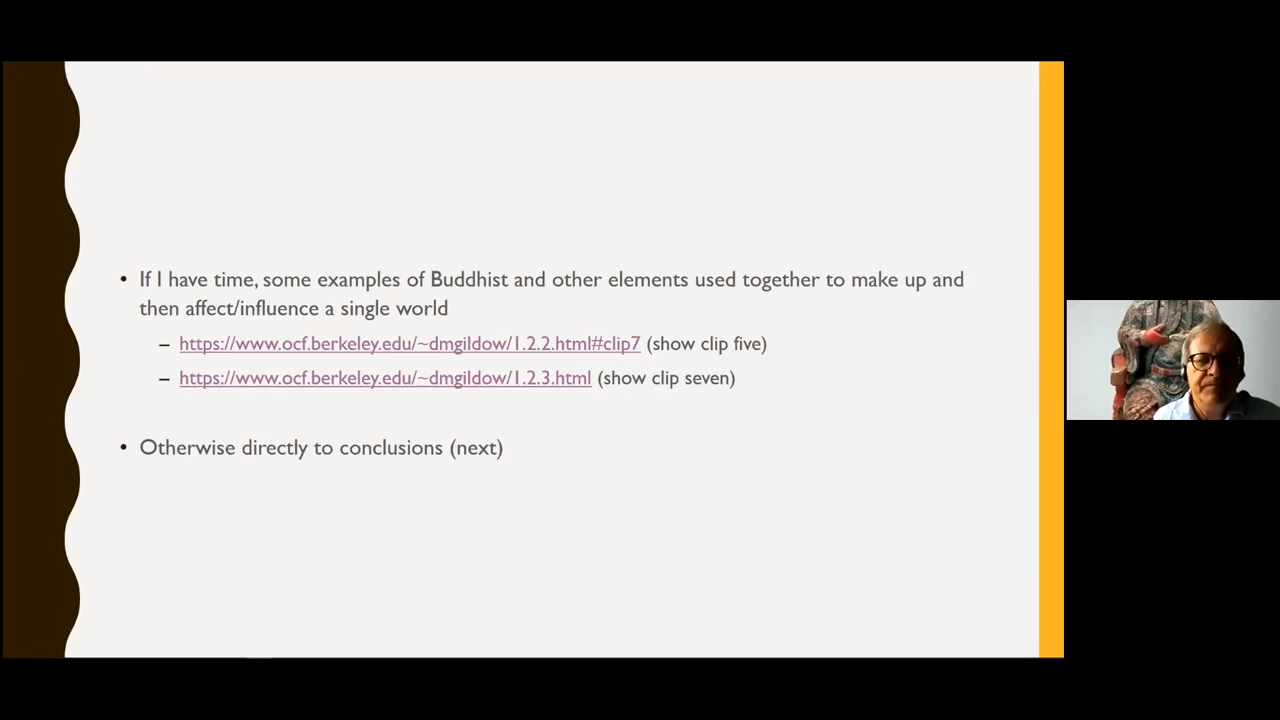 • If I have time, some examples of Buddhist and other elements used together to make up and
then affect/influence a single world
– https://www.ocf.berkeley.edu/~dmgildow/1.2.2.html#clip7 (show clip five)
– https://www.ocf.berkeley.edu/~dmgildow/1.2.3.html (show clip seven)
• Otherwise directly to conclusions (next)